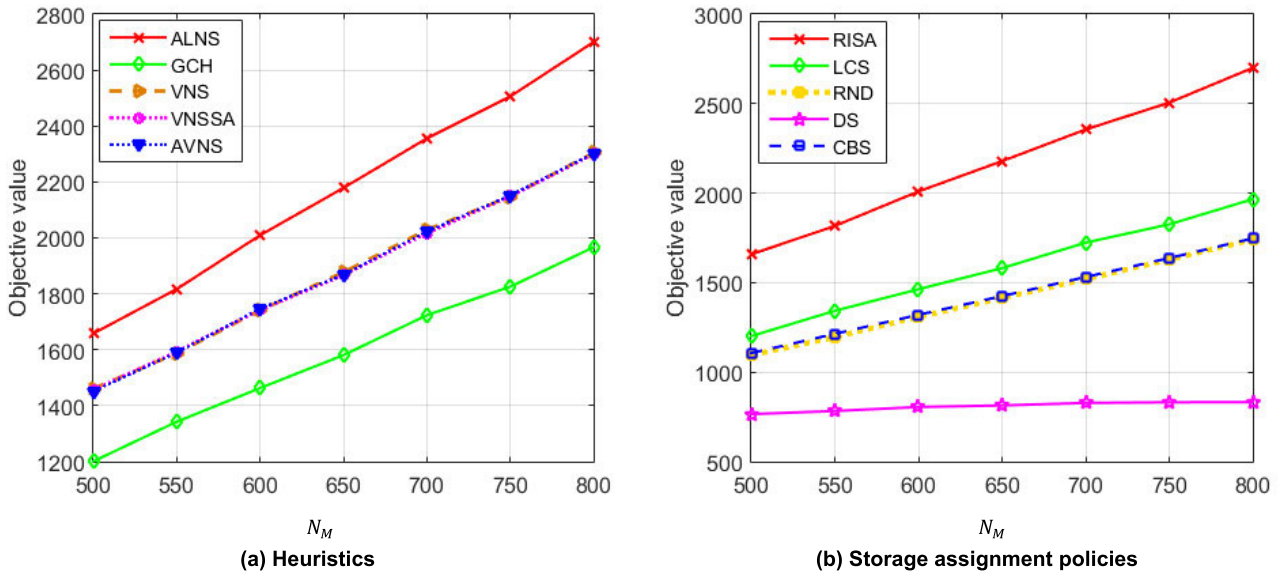 2800
2600
2400
2200
2000
1800
1600
1400
1200
Objective value
ALNS
GCH
VNS
VNSSA
AVNS
500 550 600 650 700 750 800
N_M
(a) Heuristics
3000
2500
2000
1500
1000
500
Objective value
RISA
LCS
RND
DS
CBS
500 550 600 650 700 750 800
N_M
(b) Storage assignment policies